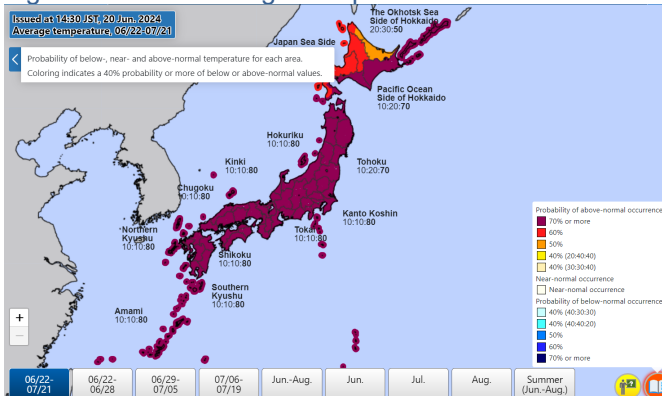 Issued at 14:30 JST, 20 Jun. 2024
Average temperature, 06/22-07/21
Probability of below-, near- and above-normal temperature for each area.
Coloring indicates a 40% probability or more of below or above-normal values.
The Okhotsk Sea
Side of Hokkaido
20:30:50
Japan Sea Side
Pacific Ocean
Side of Hokkaido
10:20:70
Hokuriku
10:10:80
Tohoku
10:20:70
Kinki
10:10:80
Chugoku
10:10:80
Kanto Koshin
10:10:80
Tokai
10:10:80
Northern
Kyushu
10:10:80
Shikoku
10:10:80
Southern
Kyushu
10:10:80
Amami
10:10:80
Probability of above-normal occurrence
70% or more
60%
50%
40% (20:40:40)
40% (30:30:40)
Near-normal occurrence
Near-nomal occurrence
Probability of below-normal occurrence
40% (40:30:30)
40% (40:40:20)
50%
60%
70% or more
+
−
06/22-
07/21
06/22-
06/28
06/29-
07/05
07/06-
07/19
Jun.-Aug.
Jun.
Jul.
Aug.
Summer
(Jun.-Aug.)